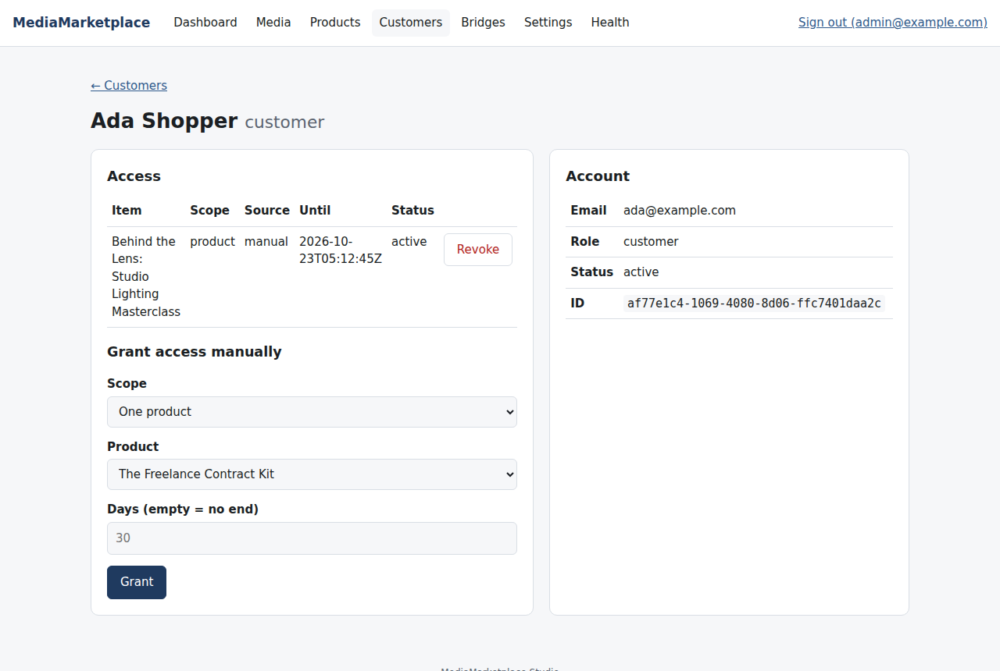 MediaMarketplace Dashboard Media Products Customers Bridges Settings Health Sign out (admin@example.com)
← Customers
Ada Shopper customer
Access
Item Scope Source Until Status
Behind the Lens: Studio Lighting Masterclass product manual 2026-10-23T05:12:45Z active Revoke
Grant access manually
Scope
One product
Product
The Freelance Contract Kit
Days (empty = no end)
30
Grant
Account
Email ada@example.com
Role customer
Status active
ID af77e1c4-1069-4080-8d06-ffc7401daa2c
MediaMarketplace Studio